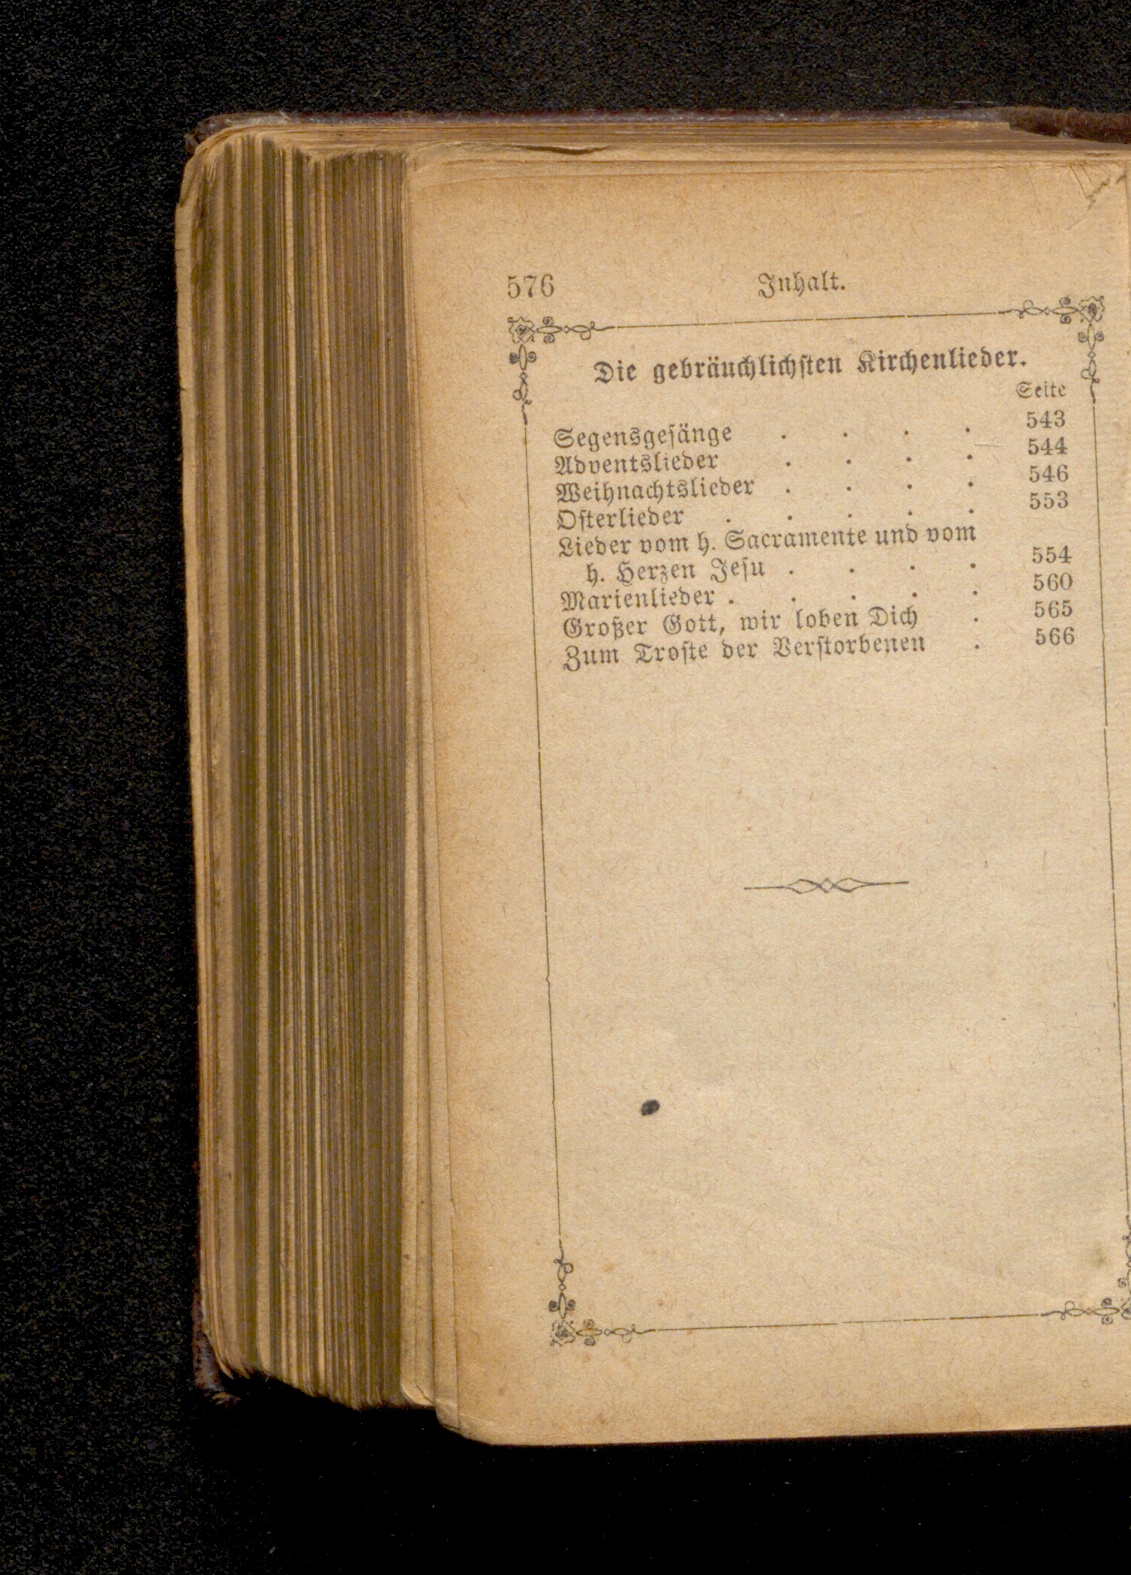 576 Inhalt.
Die gebräuchlichsten Kirchenlieder.
Seite
Segensgesänge . . . . 543
Adventslieder . . . . 544
Weihnachtslieder . . . . 546
Osterlieder . . . . . 553
Lieder vom h. Sacramente und vom
h. Herzen Jesu . . . . 554
Marienlieder . . . . . 560
Großer Gott, wir loben Dich . 565
Zum Troste der Verstorbenen . 566